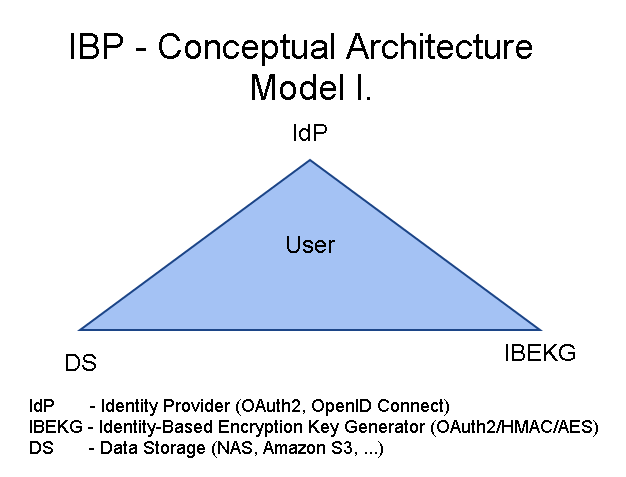 IBP - Conceptual Architecture
Model I.
IdP
User
DS
IBEKG
IdP - Identity Provider (OAuth2, OpenID Connect)
IBEKG - Identity-Based Encryption Key Generator (OAuth2/HMAC/AES)
DS - Data Storage (NAS, Amazon S3, ...)